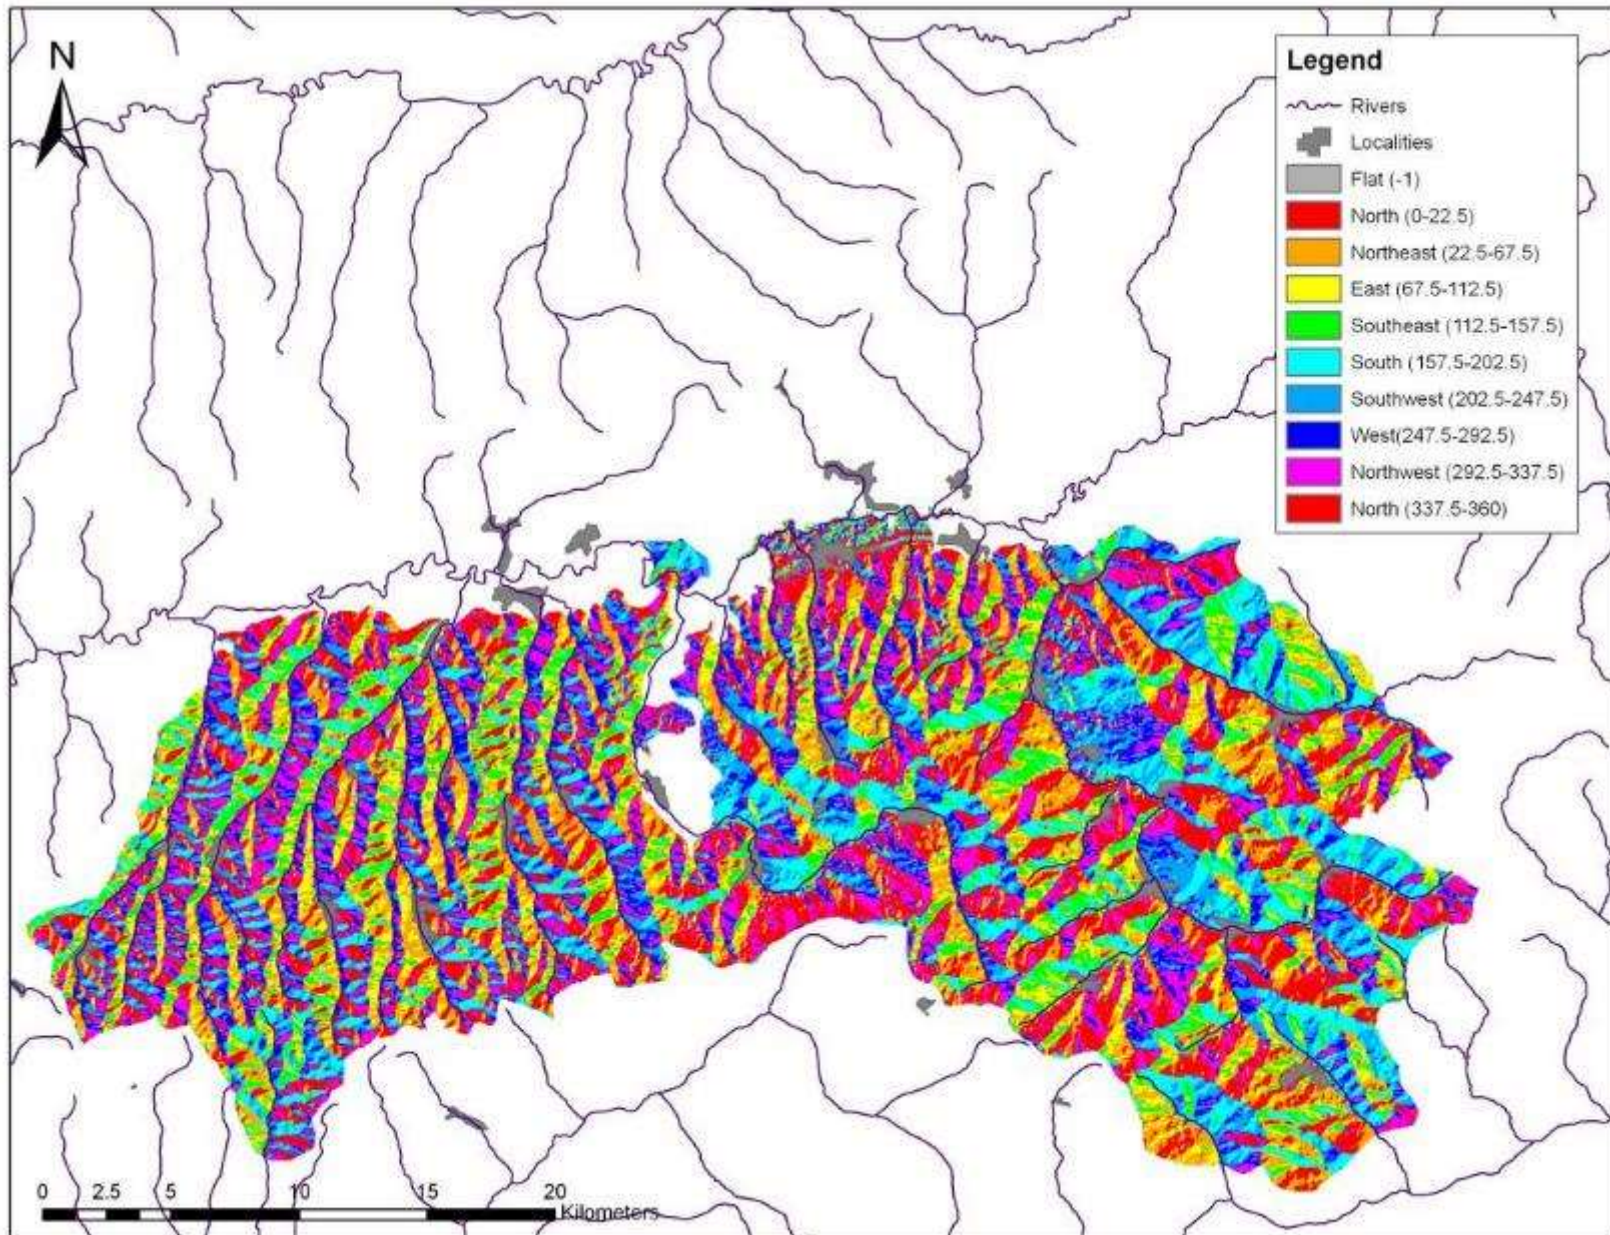 N
Legend
Rivers
Localities
Flat (-1)
North (0-22.5)
Northeast (22.5-67.5)
East (67.5-112.5)
Southeast (112.5-157.5)
South (157.5-202.5)
Southwest (202.5-247.5)
West(247.5-292.5)
Northwest (292.5-337.5)
North (337.5-360)
0 2.5 5 10 15 20
Kilometers